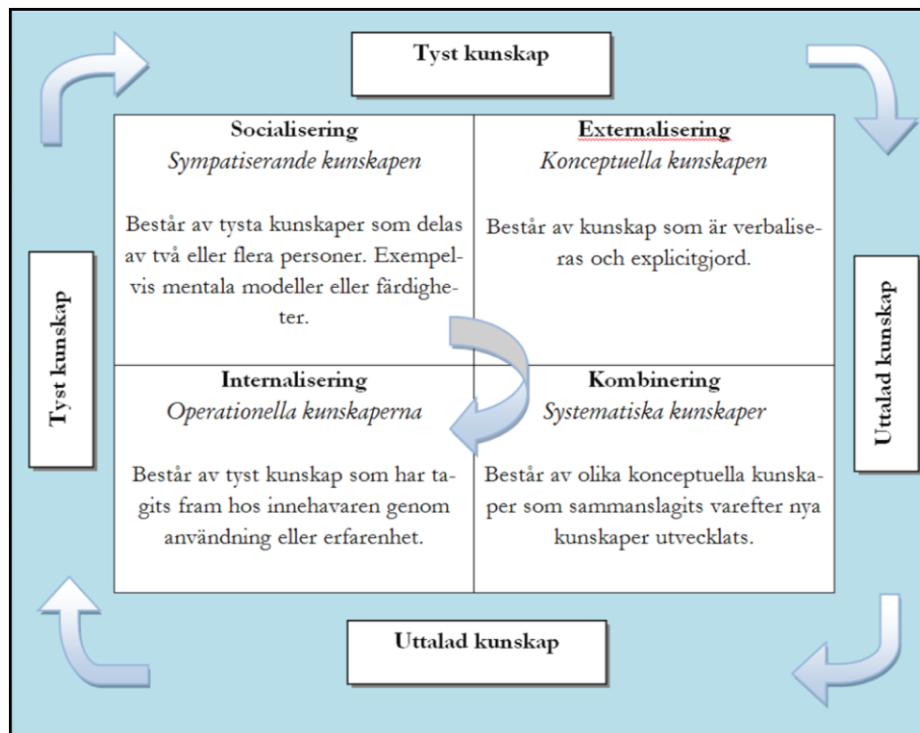 Tyst kunskap
Socialisering
Sympatiserande kunskapen
Består av tysta kunskaper som delas
av två eller flera personer. Exempel-
vis mentala modeller eller färdighe-
ter.
Externalisering
Konceptuella kunskapen
Består av kunskap som är verbalise-
ras och explicitgjord.
Tyst kunskap
Uttalad kunskap
Internalisering
Operationella kunskaperna
Består av tyst kunskap som har ta-
gits fram hos innehavaren genom
användning eller erfarenhet.
Kombinering
Systematiska kunskaper
Består av olika konceptuella kunska-
per som sammanslagits varefter nya
kunskaper utvecklats.
Uttalad kunskap